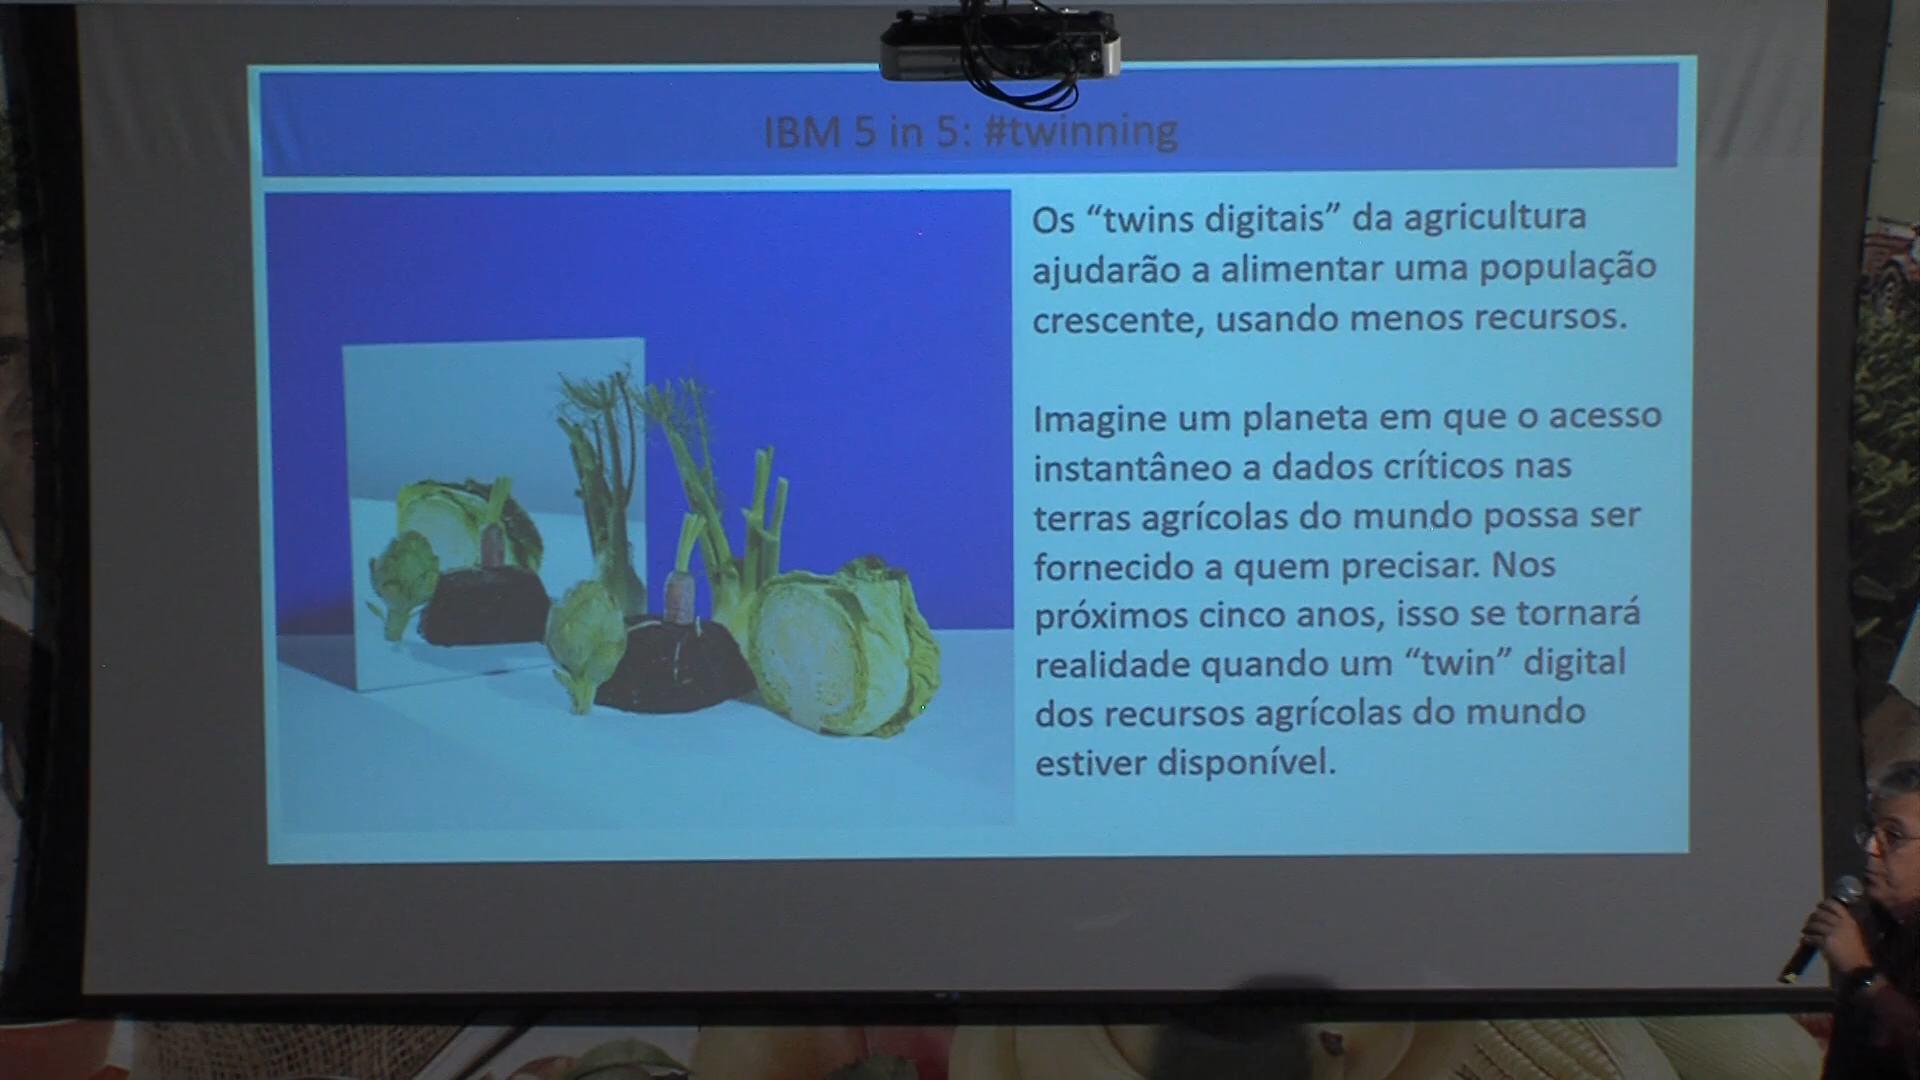 IBM 5 in 5: #twinning
Os “twins digitais” da agricultura
ajudarão a alimentar uma população
crescente, usando menos recursos.
Imagine um planeta em que o acesso
instantâneo a dados críticos nas
terras agrícolas do mundo possa ser
fornecido a quem precisar. Nos
próximos cinco anos, isso se tornará
realidade quando um “twin” digital
dos recursos agrícolas do mundo
estiver disponível.